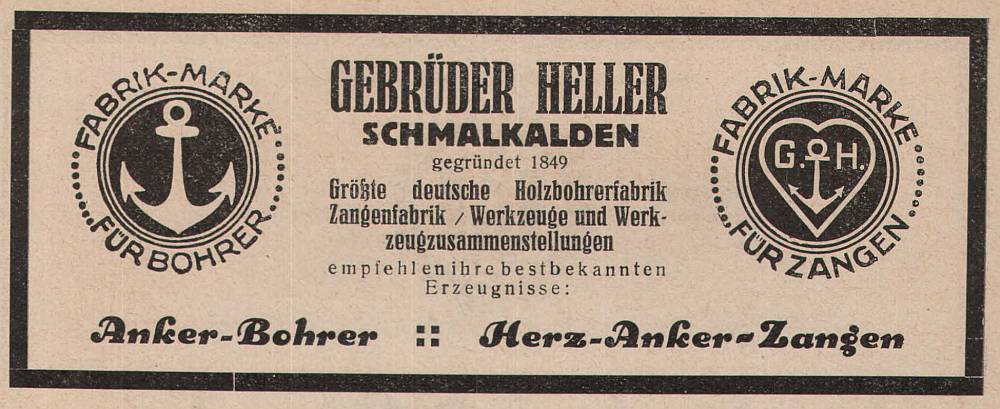 FABRIK-MARKE
FÜR BOHRER
GEBRÜDER HELLER
SCHMALKALDEN
gegründet 1849
Größte deutsche Holzbohrerfabrik
Zangenfabrik / Werkzeuge und Werk-
zeugzusammenstellungen
empfehlen ihre bestbekannten
Erzeugnisse:
FABRIK-MARKE
G. H.
FÜR ZANGEN
Anker-Bohrer :: Herz-Anker-Zangen